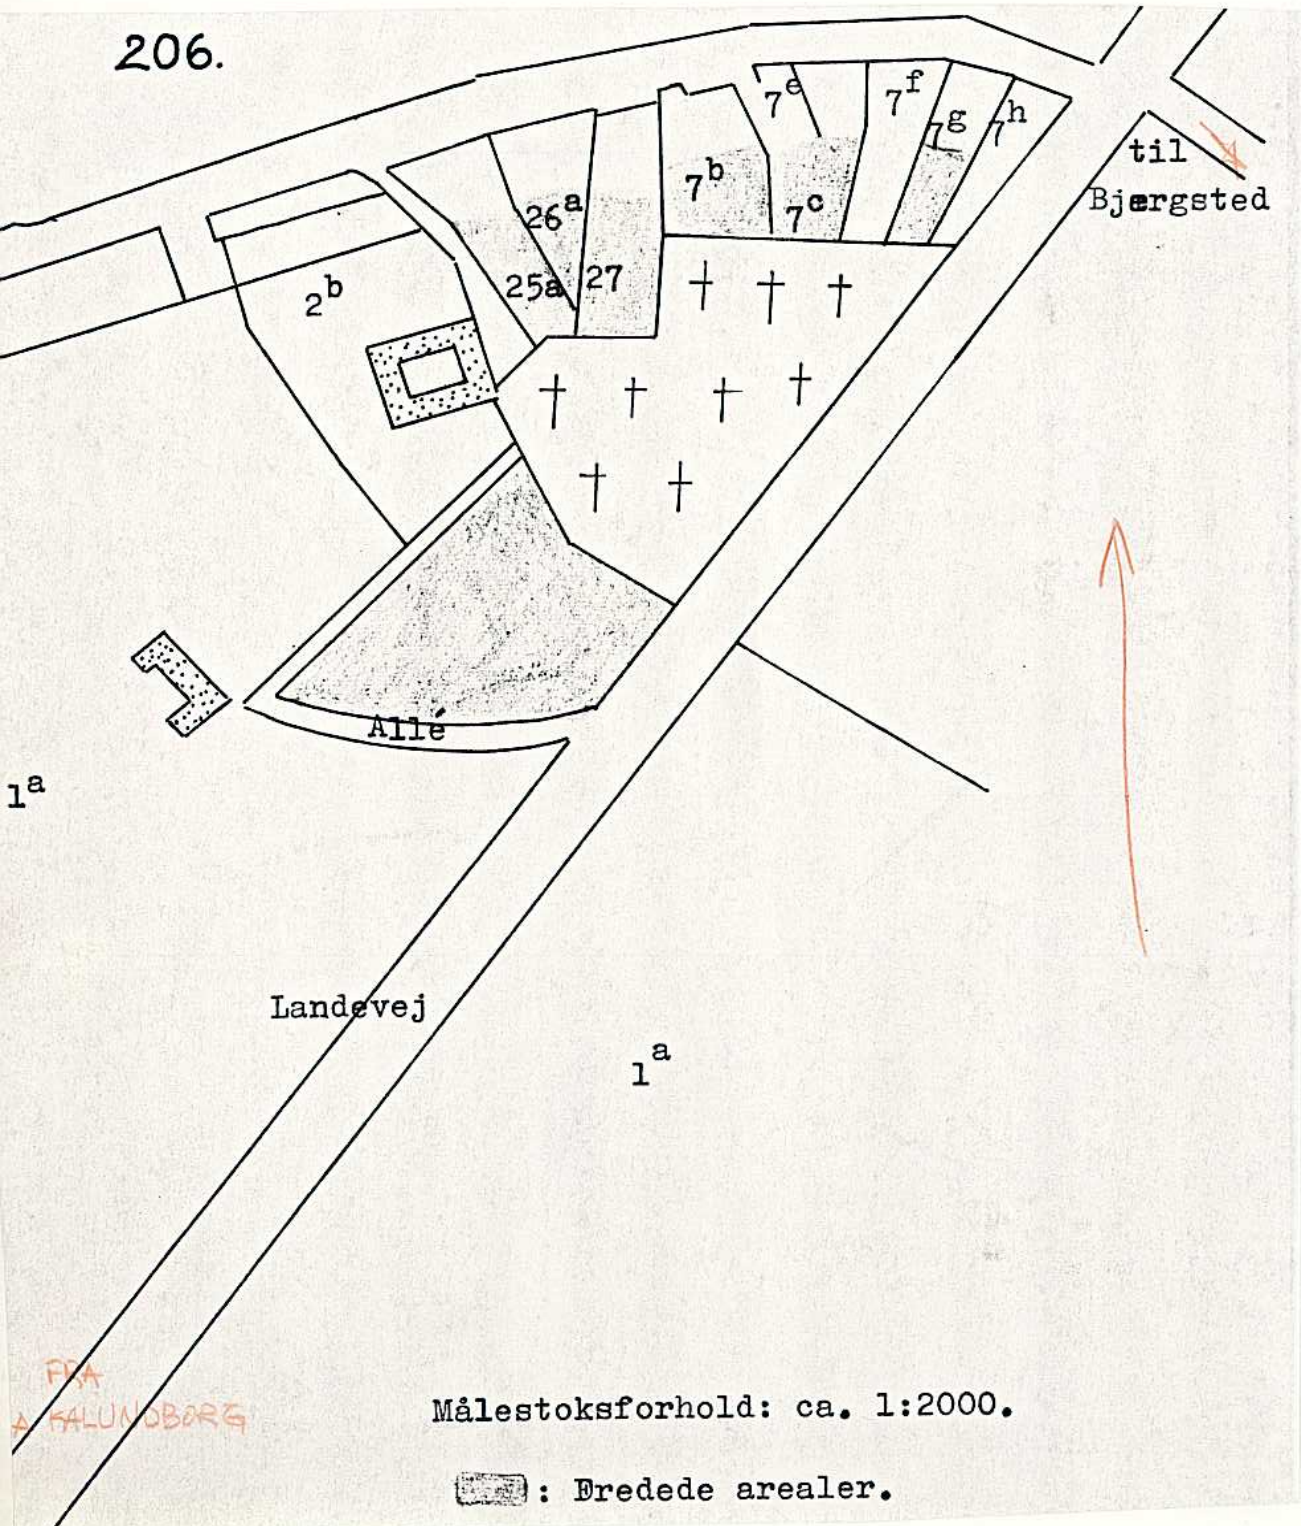 206.
7e
7f
7g
7h
til
Bjærgsted
7b
7c
26a
25a
27
2b
Allé
1a
Landevej
1a
FRA
KALUNDBORG
Målestoksforhold: ca. 1:2000.
: Fredede arealer.